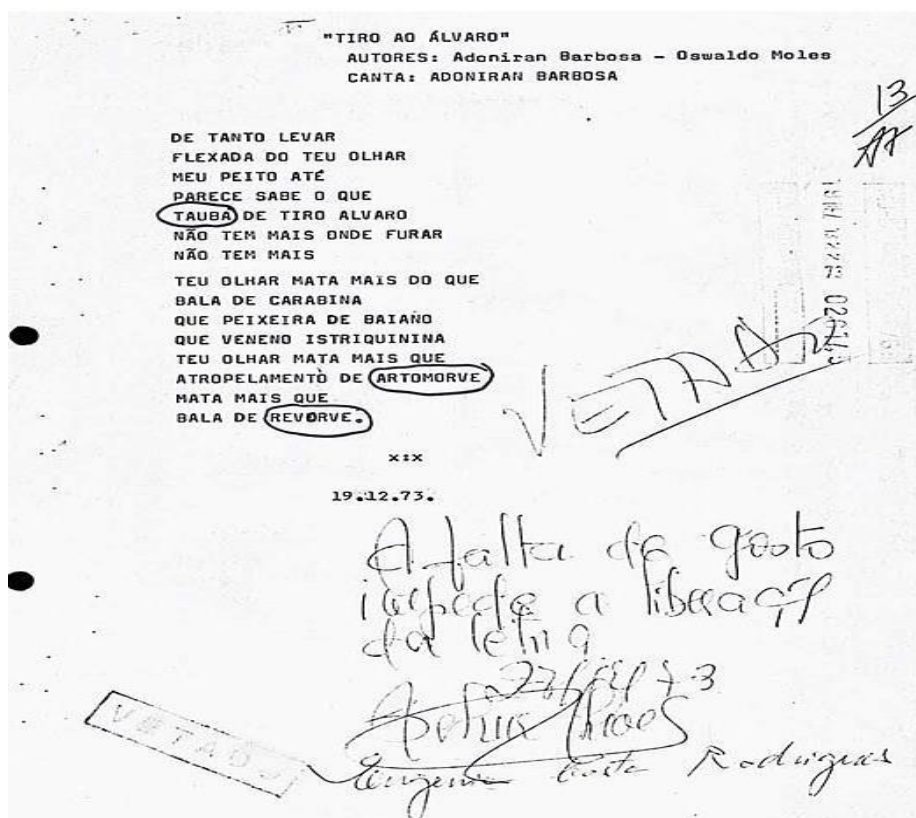 "TIRO AO ÁLVARO"
AUTORES: Adoniran Barbosa - Oswaldo Moles
CANTA: ADONIRAN BARBOSA
13
DE TANTO LEVAR
FLEXADA DO TEU OLHAR
MEU PEITO ATÉ
PARECE SABE O QUE
TAUBA DE TIRO ALVARO
NÃO TEM MAIS ONDE FURAR
NÃO TEM MAIS
TEU OLHAR MATA MAIS DO QUE
BALA DE CARABINA
QUE PEIXEIRA DE BAIANO
QUE VENENO ISTRIQUININA
TEU OLHAR MATA MAIS QUE
ATROPELAMENTO DE ARTOMORVE
MATA MAIS QUE
BALA DE REVORVE.
VETADO
x:x
19.12.73.
A falta de gosto
impede a liberação
da letra
VETADO
Costa Rodrigues